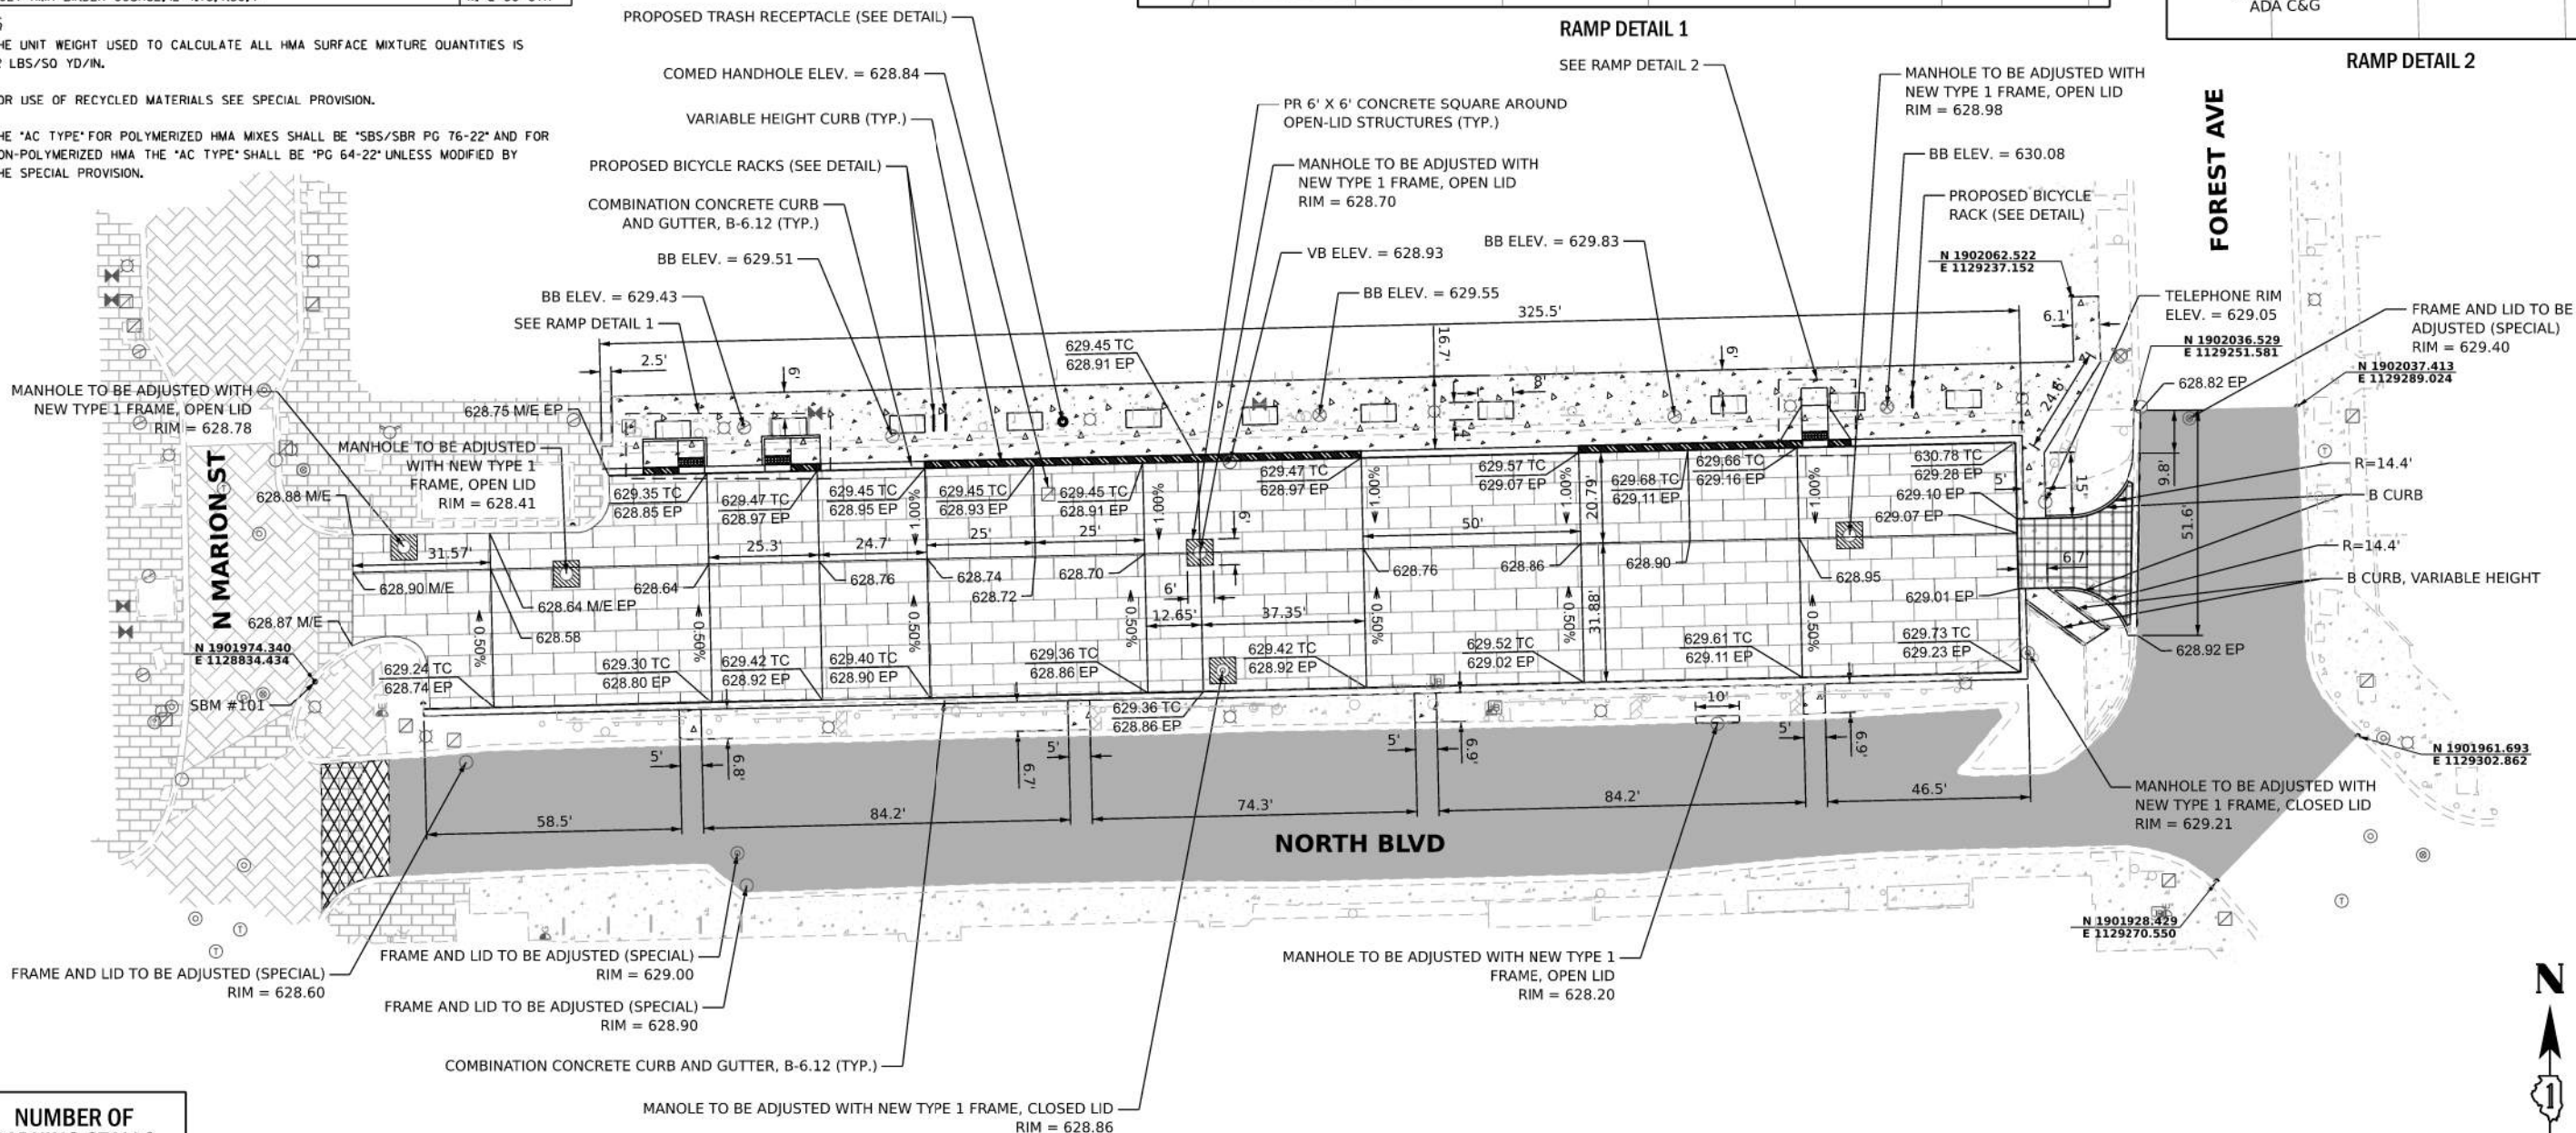 THE UNIT WEIGHT USED TO CALCULATE ALL HMA SURFACE MIXTURE QUANTITIES IS
LBS/SQ YD/IN.
FOR USE OF RECYCLED MATERIALS SEE SPECIAL PROVISION.
THE "AC TYPE" FOR POLYMERIZED HMA MIXES SHALL BE "SBS/SBR PG 76-22" AND FOR
NON-POLYMERIZED HMA THE "AC TYPE" SHALL BE "PG 64-22" UNLESS MODIFIED BY
THE SPECIAL PROVISION.
PROPOSED TRASH RECEPTACLE (SEE DETAIL)
COMED HANDHOLE ELEV. = 628.84
VARIABLE HEIGHT CURB (TYP.)
PROPOSED BICYCLE RACKS (SEE DETAIL)
COMBINATION CONCRETE CURB
AND GUTTER, B-6.12 (TYP.)
BB ELEV. = 629.51
BB ELEV. = 629.43
SEE RAMP DETAIL 1
RAMP DETAIL 1
SEE RAMP DETAIL 2
PR 6' X 6' CONCRETE SQUARE AROUND
OPEN-LID STRUCTURES (TYP.)
MANHOLE TO BE ADJUSTED WITH
NEW TYPE 1 FRAME, OPEN LID
RIM = 628.70
VB ELEV. = 628.93
BB ELEV. = 629.83
BB ELEV. = 629.55
MANHOLE TO BE ADJUSTED WITH
NEW TYPE 1 FRAME, OPEN LID
RIM = 628.98
BB ELEV. = 630.08
PROPOSED BICYCLE
RACK (SEE DETAIL)
ADA C&G
RAMP DETAIL 2
FOREST AVE
N 1902062.522
E 1129237.152
TELEPHONE RIM
ELEV. = 629.05
N 1902036.529
E 1129251.581
FRAME AND LID TO BE
ADJUSTED (SPECIAL)
RIM = 629.40
N 1902037.413
E 1129289.024
628.82 EP
325.5'
16.7'
6.1'
24.6'
2.5'
6'
6'
8'
4'
629.45 TC
628.91 EP
MANHOLE TO BE ADJUSTED WITH
NEW TYPE 1 FRAME, OPEN LID
RIM = 628.78
MANHOLE TO BE ADJUSTED
WITH NEW TYPE 1
FRAME, OPEN LID
RIM = 628.41
628.75 M/E EP
628.88 M/E
N MARION ST
31.57'
628.90 M/E
628.87 M/E
628.64 M/E EP
628.58
N 1901974.340
E 1128834.434
SBM #101
629.35 TC
628.85 EP
629.47 TC
628.97 EP
629.45 TC
628.95 EP
1.00%
629.45 TC
628.93 EP
629.45 TC
628.91 EP
1.00%
629.47 TC
628.97 EP
1.00%
629.57 TC
629.07 EP
1.00%
20.79'
629.68 TC
629.11 EP
629.66 TC
629.16 EP
1.00%
630.78 TC
629.28 EP
629.10 EP
629.07 EP
5'
15'
9.8'
51.6'
R=14.4'
B CURB
R=14.4'
B CURB, VARIABLE HEIGHT
6.7'
629.01 EP
628.92 EP
25.3'
24.7'
25'
25'
6'
50'
628.64
628.76
628.74
628.72
628.70
6'
12.65'
37.35'
628.76
628.86
628.90
628.95
31.88'
0.50%
0.50%
0.50%
0.50%
0.50%
0.50%
0.50%
629.24 TC
628.74 EP
629.30 TC
628.80 EP
629.42 TC
628.92 EP
629.40 TC
628.90 EP
629.36 TC
628.86 EP
629.36 TC
628.86 EP
629.42 TC
628.92 EP
629.52 TC
629.02 EP
629.61 TC
629.11 EP
629.73 TC
629.23 EP
10'
5'
6.8'
6.7'
5'
5'
6.9'
5'
6.9'
58.5'
84.2'
74.3'
84.2'
46.5'
NORTH BLVD
N 1901961.693
E 1129302.862
MANHOLE TO BE ADJUSTED WITH
NEW TYPE 1 FRAME, CLOSED LID
RIM = 629.21
N 1901928.429
E 1129270.550
FRAME AND LID TO BE ADJUSTED (SPECIAL)
RIM = 628.60
FRAME AND LID TO BE ADJUSTED (SPECIAL)
RIM = 629.00
FRAME AND LID TO BE ADJUSTED (SPECIAL)
RIM = 628.90
COMBINATION CONCRETE CURB AND GUTTER, B-6.12 (TYP.)
MANOLE TO BE ADJUSTED WITH NEW TYPE 1 FRAME, CLOSED LID
RIM = 628.86
MANHOLE TO BE ADJUSTED WITH NEW TYPE 1
FRAME, OPEN LID
RIM = 628.20
N
1
NUMBER OF